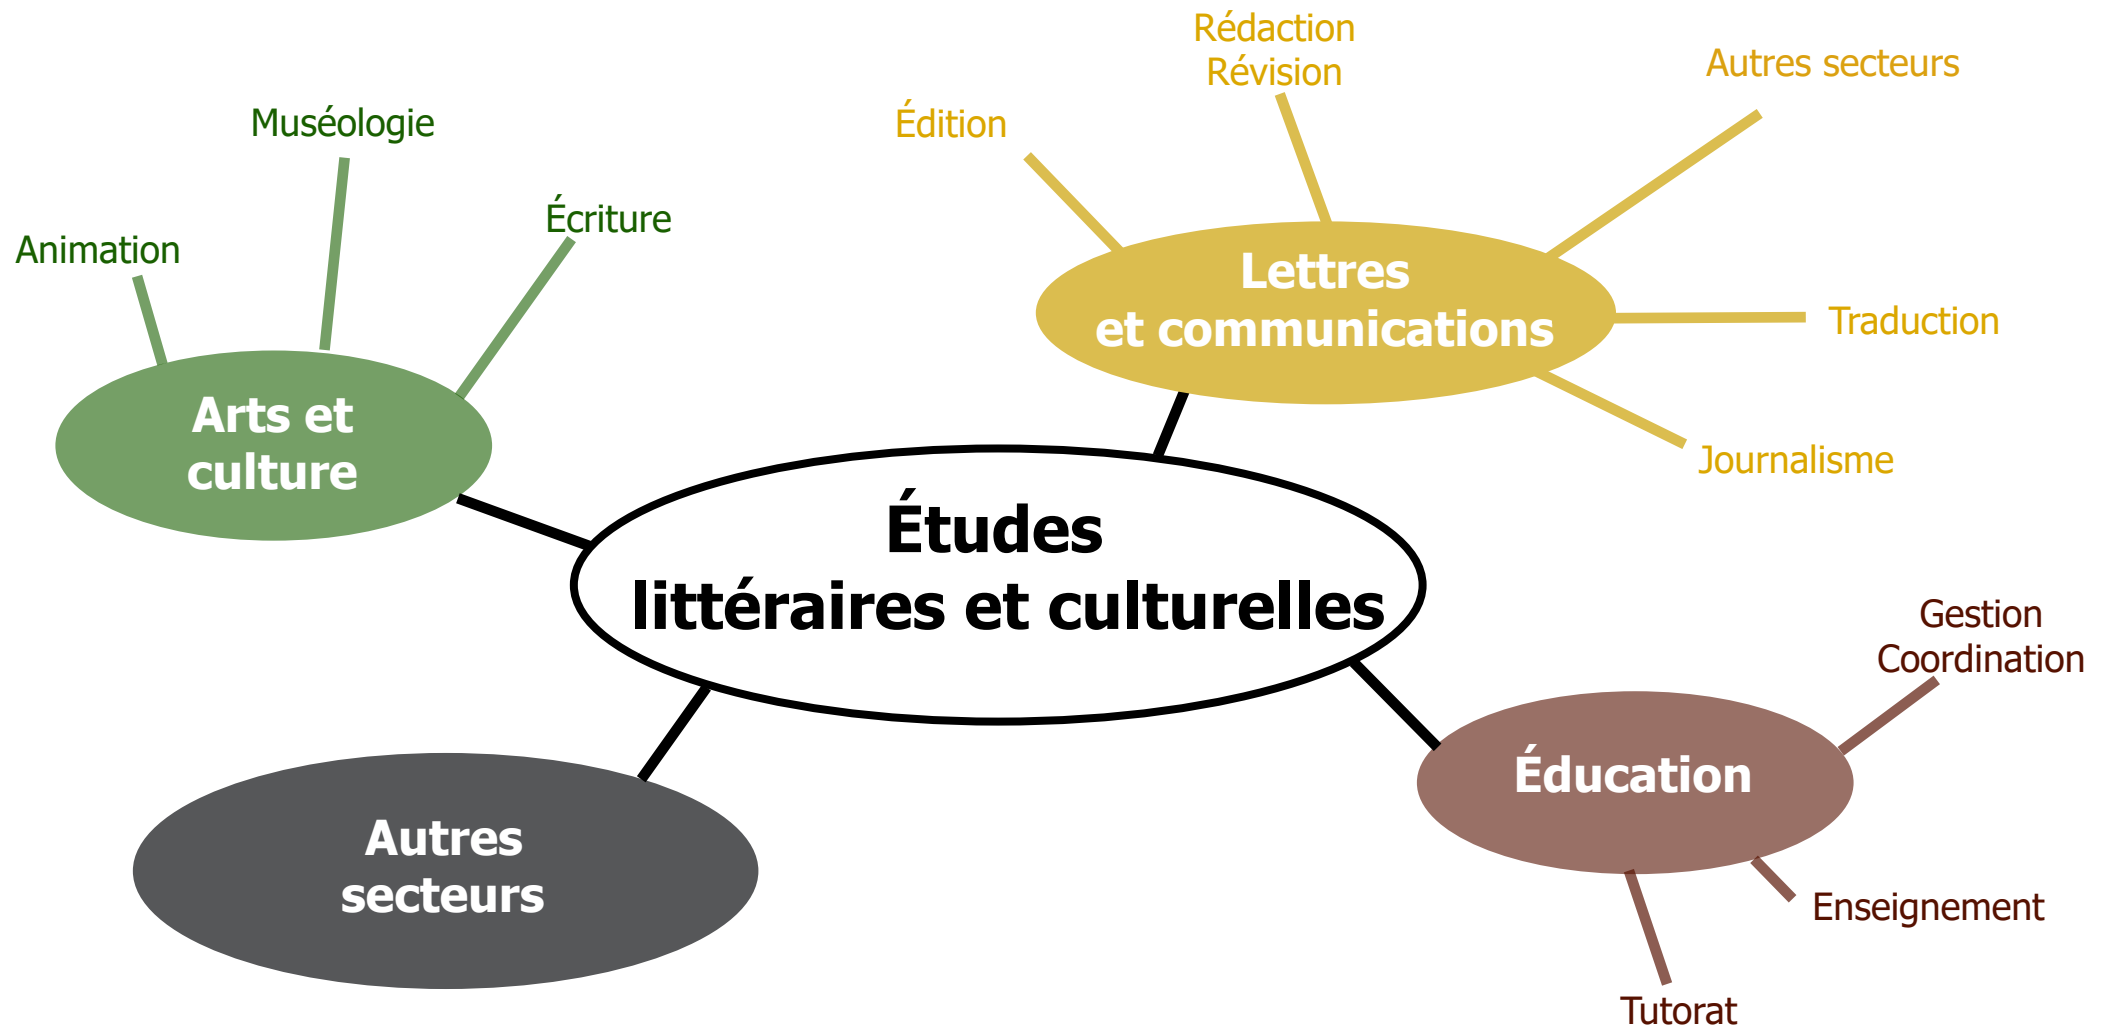 Rédaction
Révision
Autres secteurs
Édition
Muséologie
Écriture
Animation
Lettres
et communications
Traduction
Arts et
culture
Journalisme
Études
littéraires et culturelles
Gestion
Coordination
Éducation
Autres
secteurs
Enseignement
Tutorat